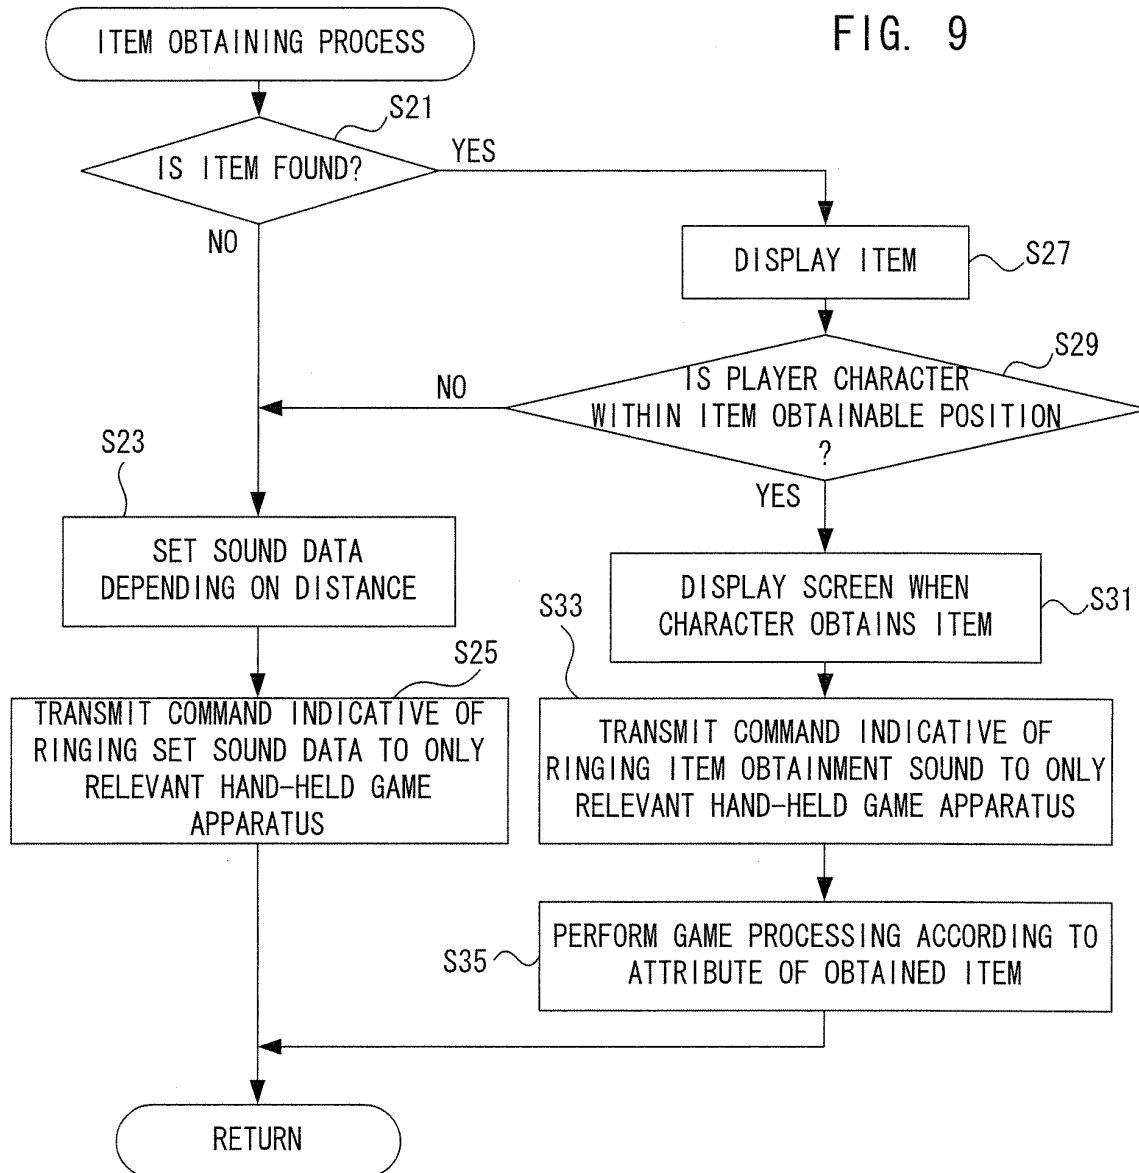 FIG. 9
ITEM OBTAINING PROCESS
S21
IS ITEM FOUND?
YES
NO
DISPLAY ITEM
S27
S29
IS PLAYER CHARACTER
WITHIN ITEM OBTAINABLE POSITION
?
NO
YES
S23
SET SOUND DATA
DEPENDING ON DISTANCE
DISPLAY SCREEN WHEN
CHARACTER OBTAINS ITEM
S31
S25
TRANSMIT COMMAND INDICATIVE OF
RINGING SET SOUND DATA TO ONLY
RELEVANT HAND-HELD GAME
APPARATUS
S33
TRANSMIT COMMAND INDICATIVE OF
RINGING ITEM OBTAINMENT SOUND TO ONLY
RELEVANT HAND-HELD GAME APPARATUS
S35
PERFORM GAME PROCESSING ACCORDING TO
ATTRIBUTE OF OBTAINED ITEM
RETURN